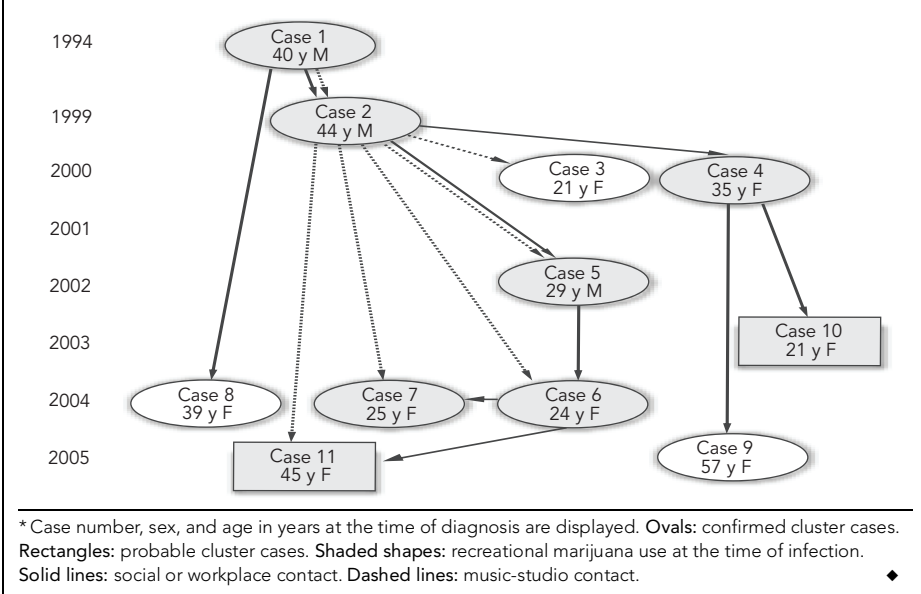 1994
Case 1
40 y M
1999
Case 2
44 y M
2000
Case 3
21 y F
Case 4
35 y F
2001
2002
Case 5
29 y M
2003
Case 10
21 y F
2004
Case 8
39 y F
Case 7
25 y F
Case 6
24 y F
2005
Case 11
45 y F
Case 9
57 y F
* Case number, sex, and age in years at the time of diagnosis are displayed. Ovals: confirmed cluster cases.
Rectangles: probable cluster cases. Shaded shapes: recreational marijuana use at the time of infection.
Solid lines: social or workplace contact. Dashed lines: music-studio contact.